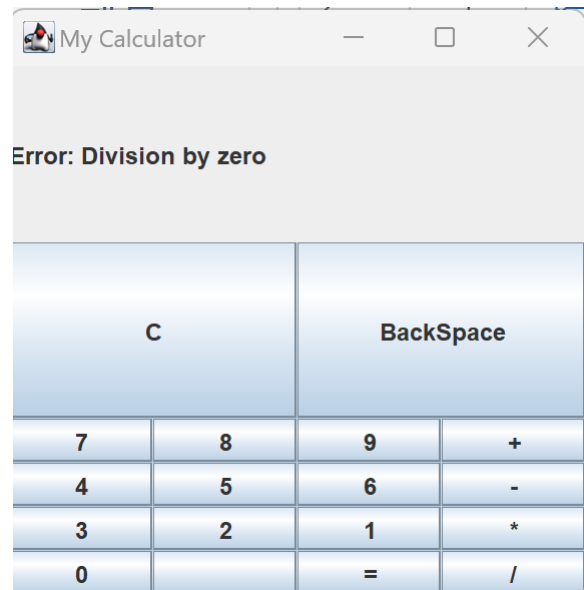 My Calculator
Error: Division by zero
C BackSpace
7 8 9 +
4 5 6 -
3 2 1 *
0 = /